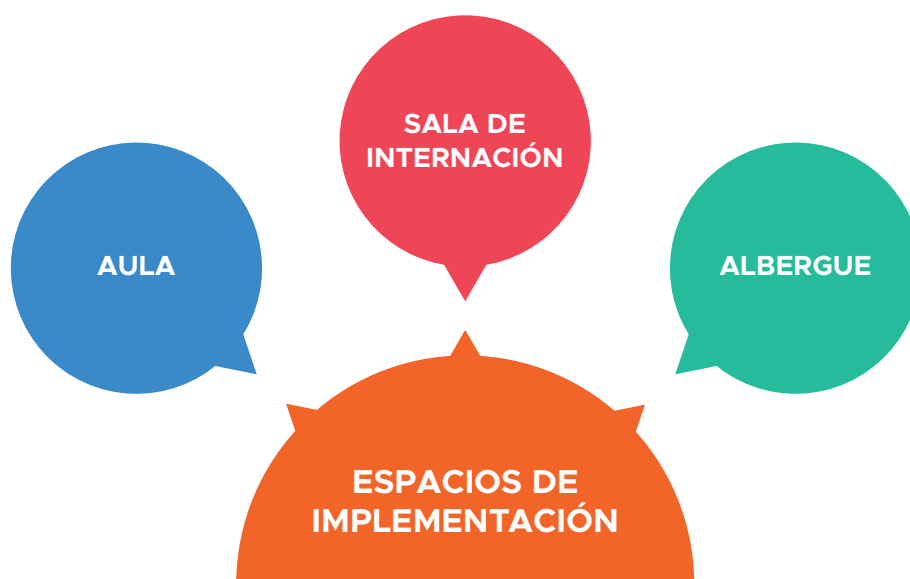 SALA DE
INTERNACIÓN
AULA
ALBERGUE
ESPACIOS DE
IMPLEMENTACIÓN